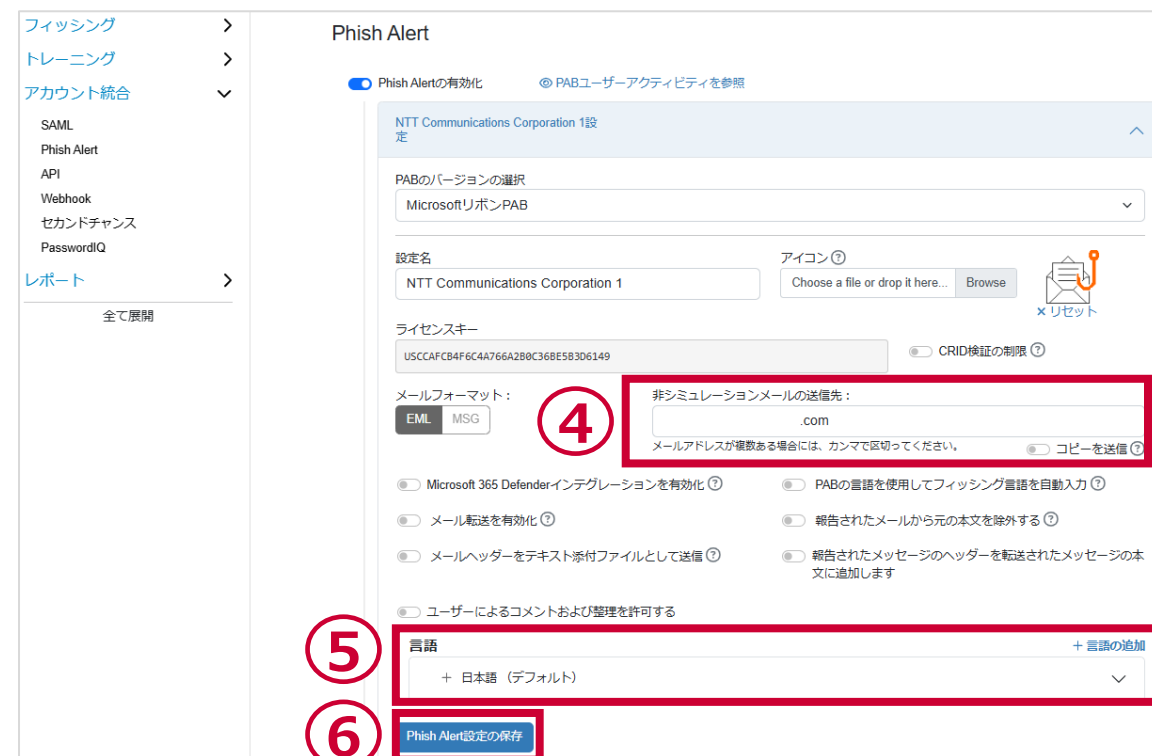 フィッシング
トレーニング
アカウント統合
SAML
Phish Alert
API
Webhook
セカンドチャンス
PasswordIQ
レポート
全て展開
Phish Alert
Phish Alertの有効化
PABユーザーアクティビティを参照
NTT Communications Corporation 1設
定
PABのバージョンの選択
MicrosoftリボンPAB
設定名
NTT Communications Corporation 1
アイコン ?
Choose a file or drop it here... Browse
× リセット
ライセンスキー
USCCAFCB4F6C4A766A2B0C36BE5B3D6149
CRID検証の制限 ?
メールフォーマット：
EML MSG
④
非シミュレーションメールの送信先：
.com
メールアドレスが複数ある場合には、カンマで区切ってください。
コピーを送信 ?
Microsoft 365 Defenderインテグレーションを有効化 ?
PABの言語を使用してフィッシング言語を自動入力 ?
メール転送を有効化 ?
報告されたメールから元の本文を除外する ?
メールヘッダーをテキスト添付ファイルとして送信 ?
報告されたメッセージのヘッダーを転送されたメッセージの本
文に追加します
ユーザーによるコメントおよび整理を許可する
⑤
言語
+ 言語の追加
+ 日本語 （デフォルト）
⑥
Phish Alert設定の保存